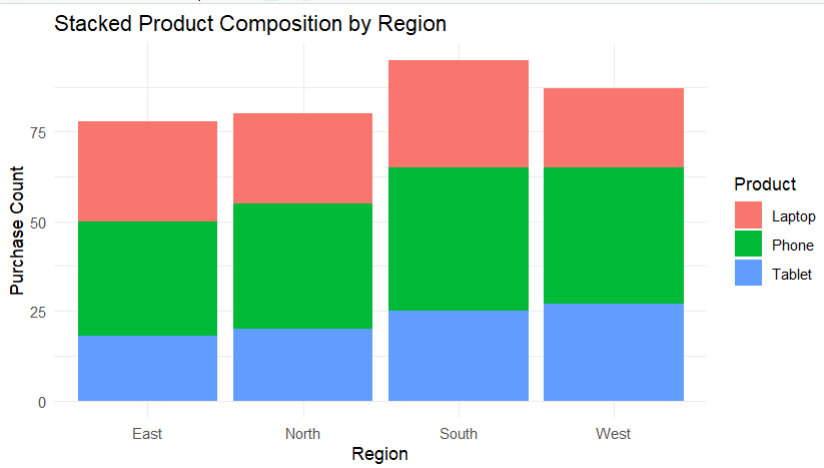 Stacked Product Composition by Region
Purchase Count
75
50
25
0
East
North
South
West
Region
Product
Laptop
Phone
Tablet